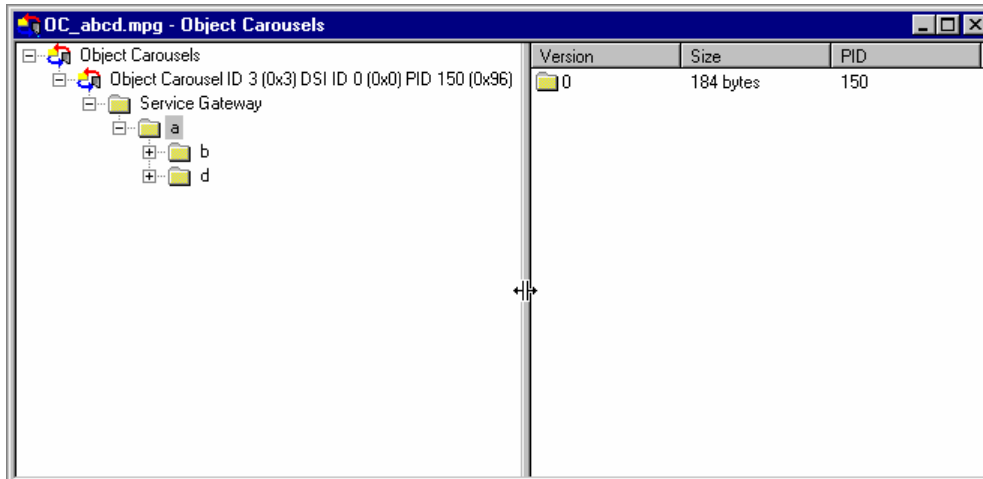 OC_abcd.mpg - Object Carousels
Object Carousels
Object Carousel ID 3 (0x3) DSI ID 0 (0x0) PID 150 (0x96)
Service Gateway
a
b
d
Version Size PID
0 184 bytes 150